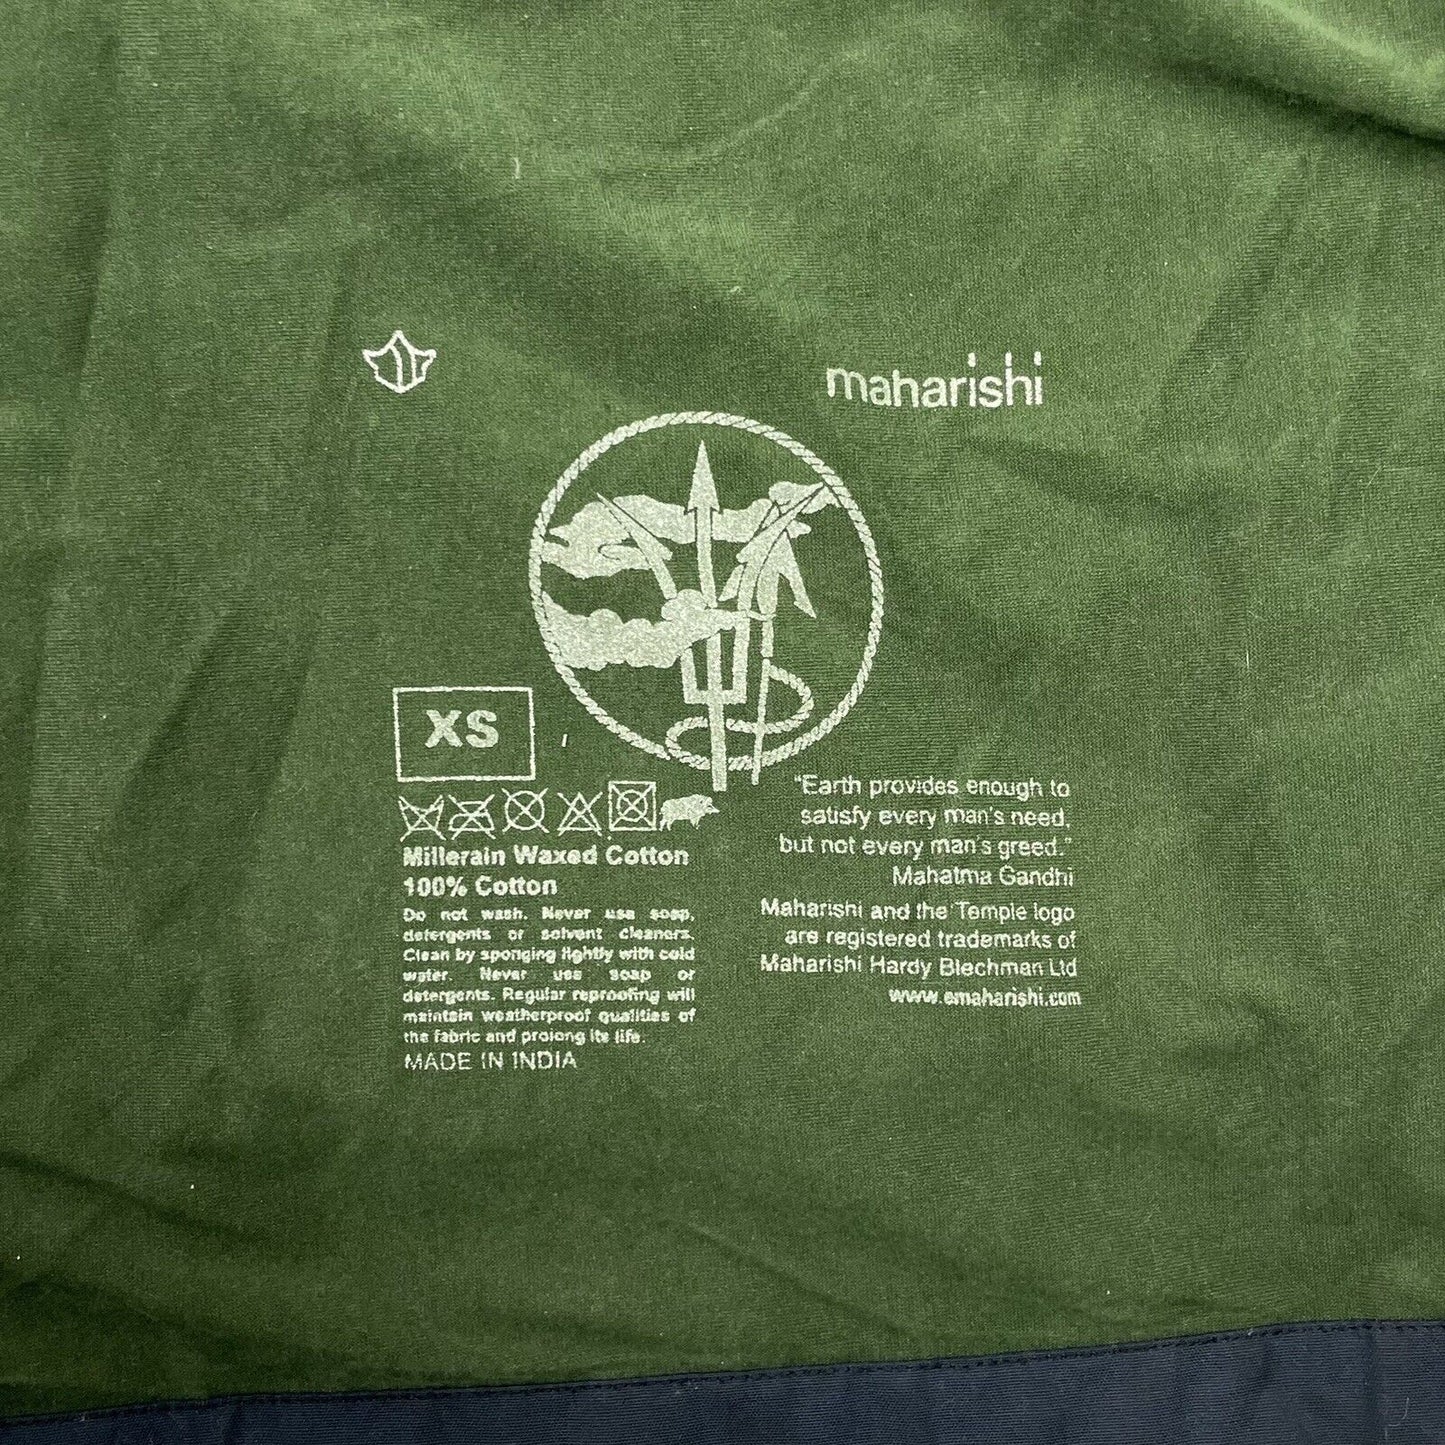 maharishi
XS
Millerain Waxed Cotton
100% Cotton
Do not wash. Never use soap,
detergents or solvent cleaners.
Clean by sponging lightly with cold
water. Never use soap or
detergents. Regular reproofing will
maintain weatherproof qualities of
the fabric and prolong its life.
MADE IN INDIA
"Earth provides enough to
satisfy every man's need,
but not every man's greed."
Mahatma Gandhi
Maharishi and the Temple logo
are registered trademarks of
Maharishi Hardy Blechman Ltd
www.emaharishi.com